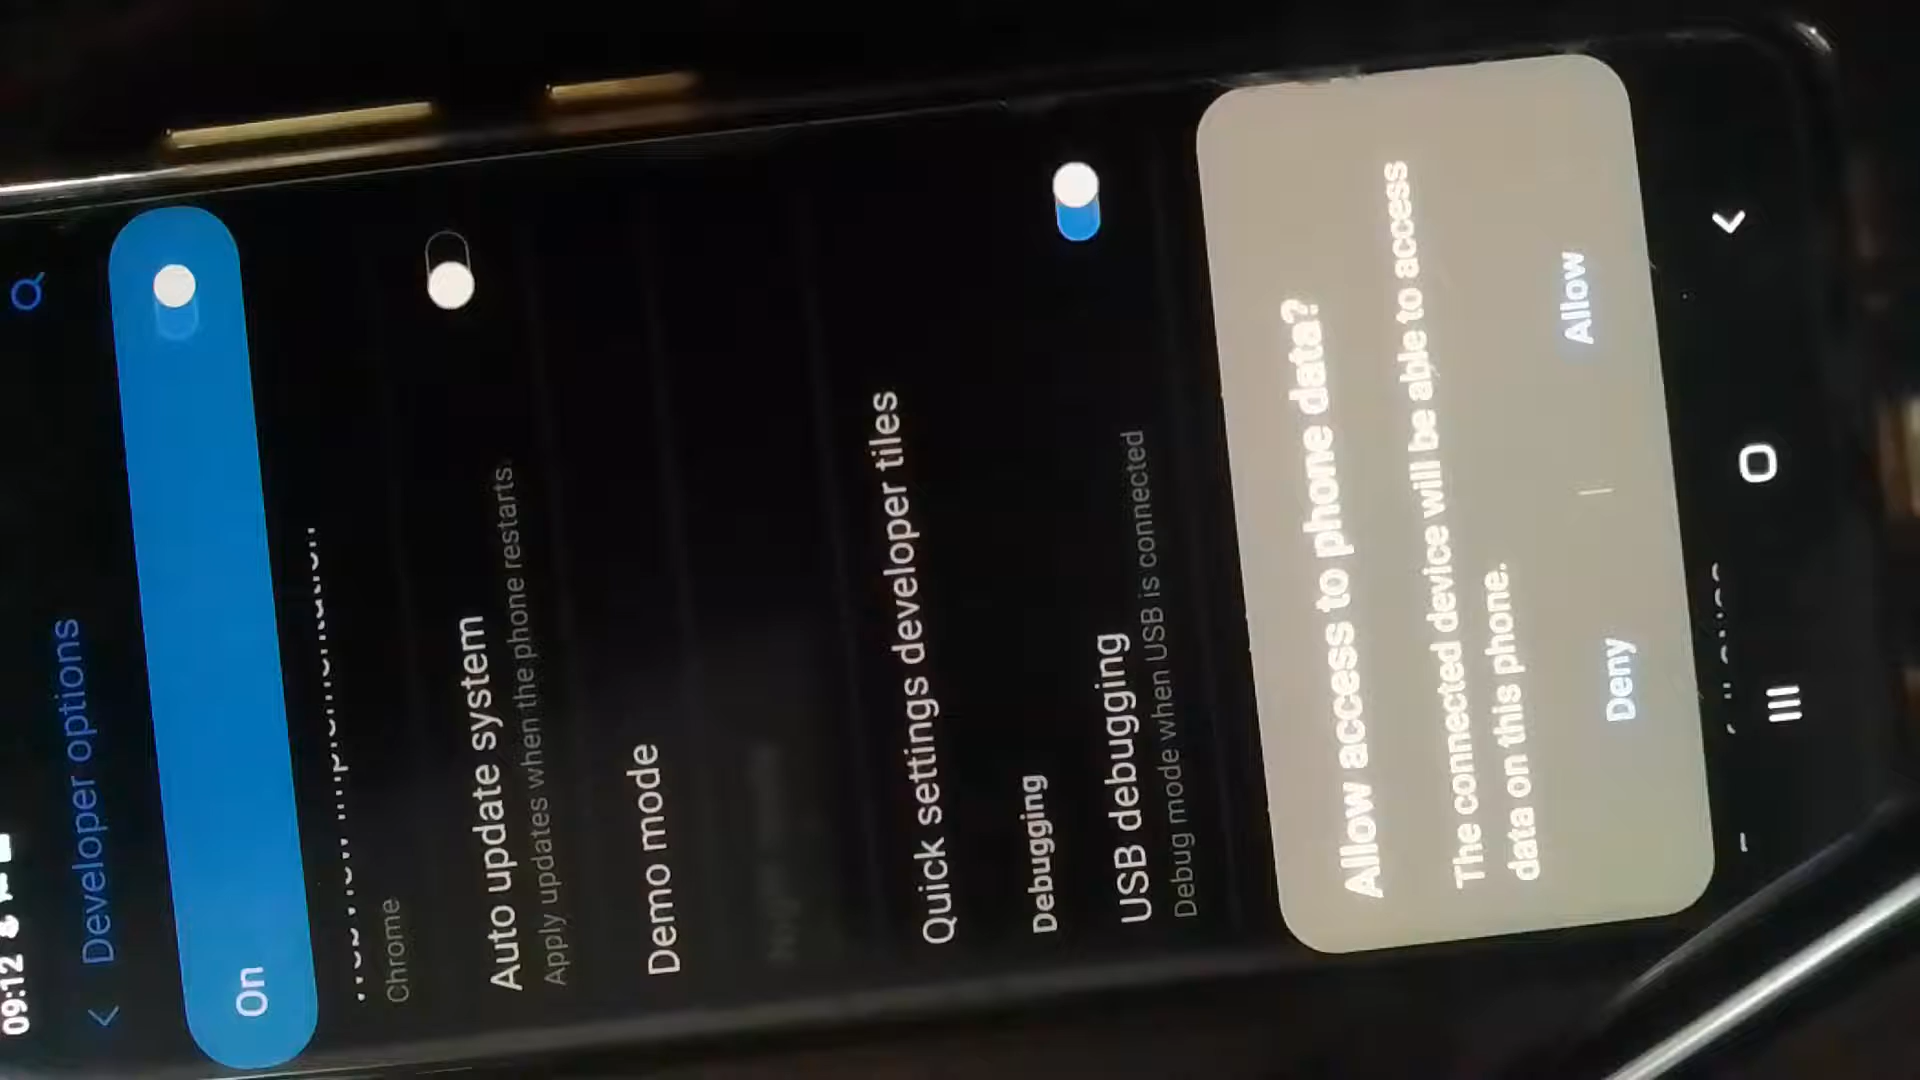 09:12
Developer options
On
Chrome
Auto update system
Apply updates when the phone restarts.
Demo mode
Quick settings developer tiles
Debugging
USB debugging
Debug mode when USB is connected
Allow access to phone data?
The connected device will be able to access
data on this phone.
Deny
Allow